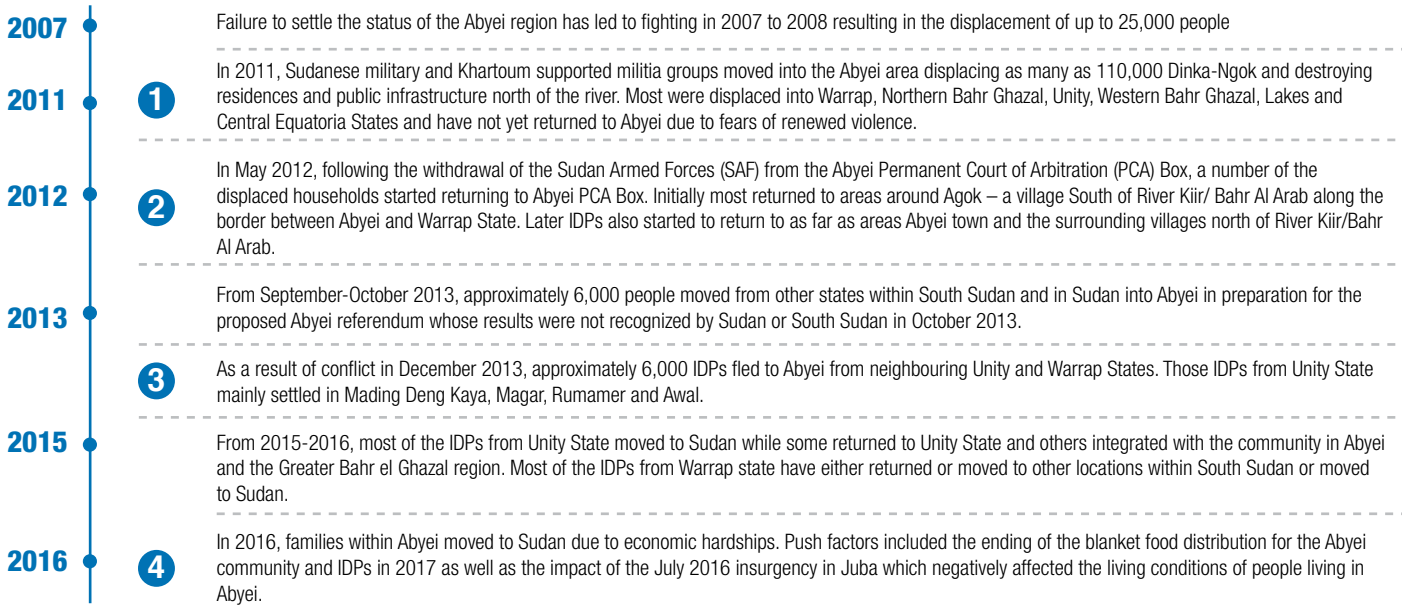 2007
Failure to settle the status of the Abyei region has led to fighting in 2007 to 2008 resulting in the displacement of up to 25,000 people
2011
1
In 2011, Sudanese military and Khartoum supported militia groups moved into the Abyei area displacing as many as 110,000 Dinka-Ngok and destroying
residences and public infrastructure north of the river. Most were displaced into Warrap, Northern Bahr Ghazal, Unity, Western Bahr Ghazal, Lakes and
Central Equatoria States and have not yet returned to Abyei due to fears of renewed violence.
2012
2
In May 2012, following the withdrawal of the Sudan Armed Forces (SAF) from the Abyei Permanent Court of Arbitration (PCA) Box, a number of the
displaced households started returning to Abyei PCA Box. Initially most returned to areas around Agok – a village South of River Kiir/ Bahr Al Arab along the
border between Abyei and Warrap State. Later IDPs also started to return to as far as areas Abyei town and the surrounding villages north of River Kiir/Bahr
Al Arab.
2013
From September-October 2013, approximately 6,000 people moved from other states within South Sudan and in Sudan into Abyei in preparation for the
proposed Abyei referendum whose results were not recognized by Sudan or South Sudan in October 2013.
3
As a result of conflict in December 2013, approximately 6,000 IDPs fled to Abyei from neighbouring Unity and Warrap States. Those IDPs from Unity State
mainly settled in Mading Deng Kaya, Magar, Rumamer and Awal.
2015
From 2015-2016, most of the IDPs from Unity State moved to Sudan while some returned to Unity State and others integrated with the community in Abyei
and the Greater Bahr el Ghazal region. Most of the IDPs from Warrap state have either returned or moved to other locations within South Sudan or moved
to Sudan.
2016
4
In 2016, families within Abyei moved to Sudan due to economic hardships. Push factors included the ending of the blanket food distribution for the Abyei
community and IDPs in 2017 as well as the impact of the July 2016 insurgency in Juba which negatively affected the living conditions of people living in
Abyei.